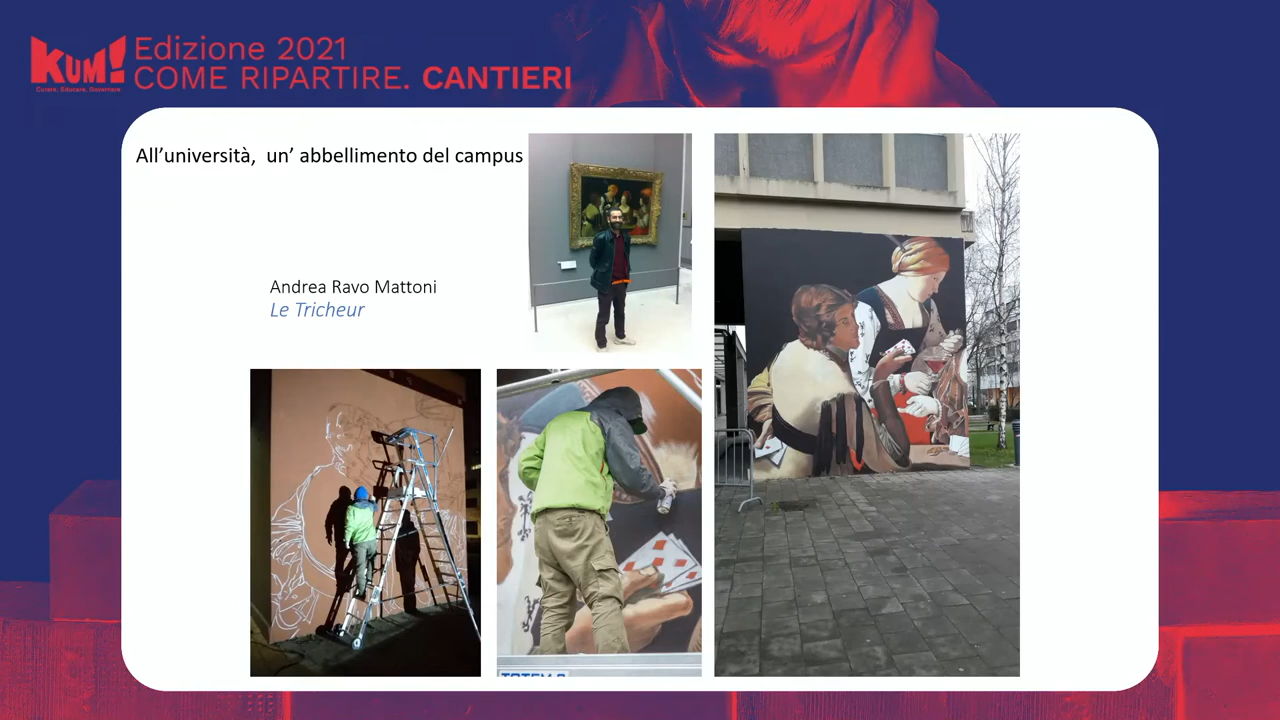 KUM!
Curare, Educare, Governare
Edizione 2021
COME RIPARTIRE. CANTIERI
All’università,  un’ abbellimento del campus
Andrea Ravo Mattoni
Le Tricheur